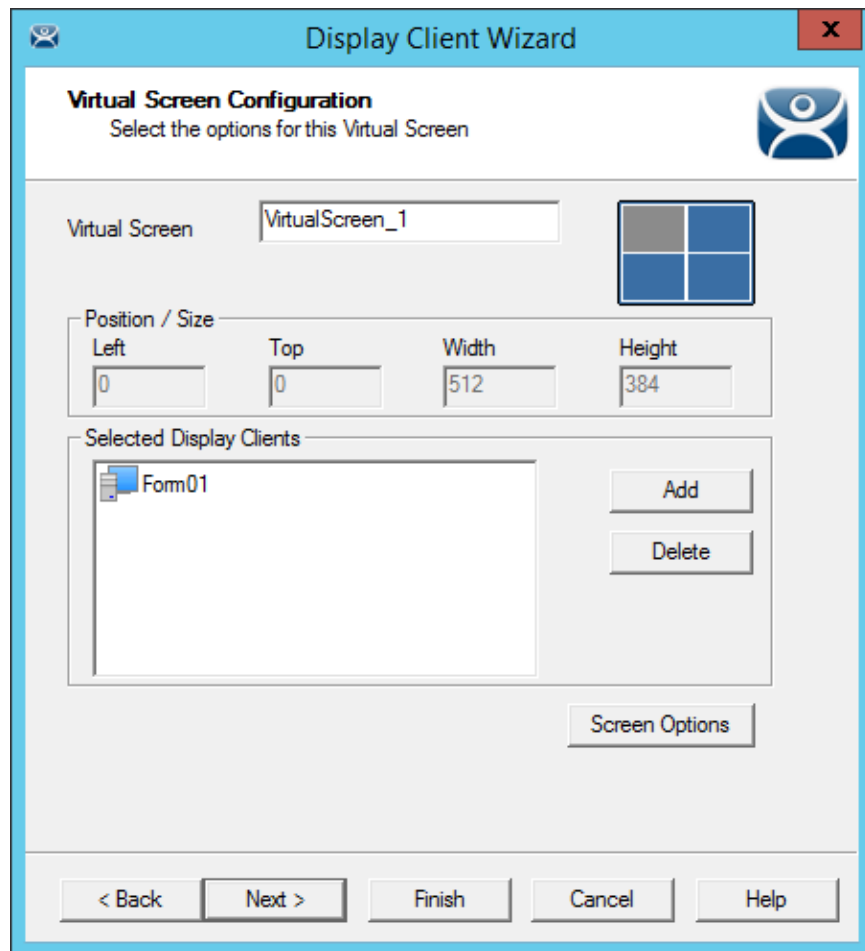 Display Client Wizard
x
Virtual Screen Configuration
Select the options for this Virtual Screen
Virtual Screen
VirtualScreen_1
Position / Size
Left Top Width Height
0 0 512 384
Selected Display Clients
Form01
Add
Delete
Screen Options
< Back Next > Finish Cancel Help